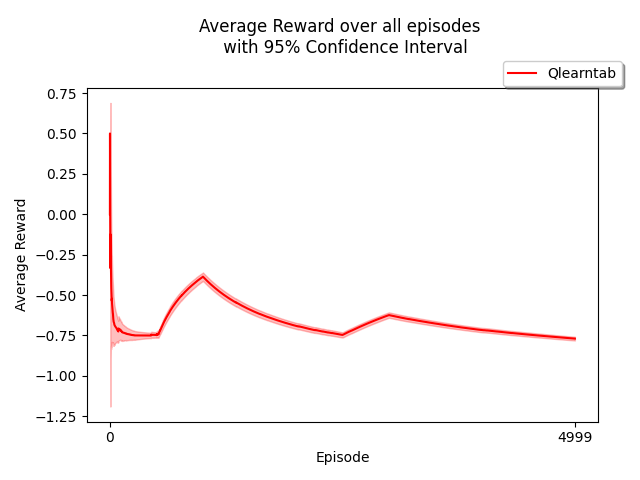 Average Reward over all episodes
with 95% Confidence Interval
Qlearntab
0.75
0.50
0.25
0.00
−0.25
−0.50
−0.75
−1.00
−1.25
Average Reward
0
4999
Episode